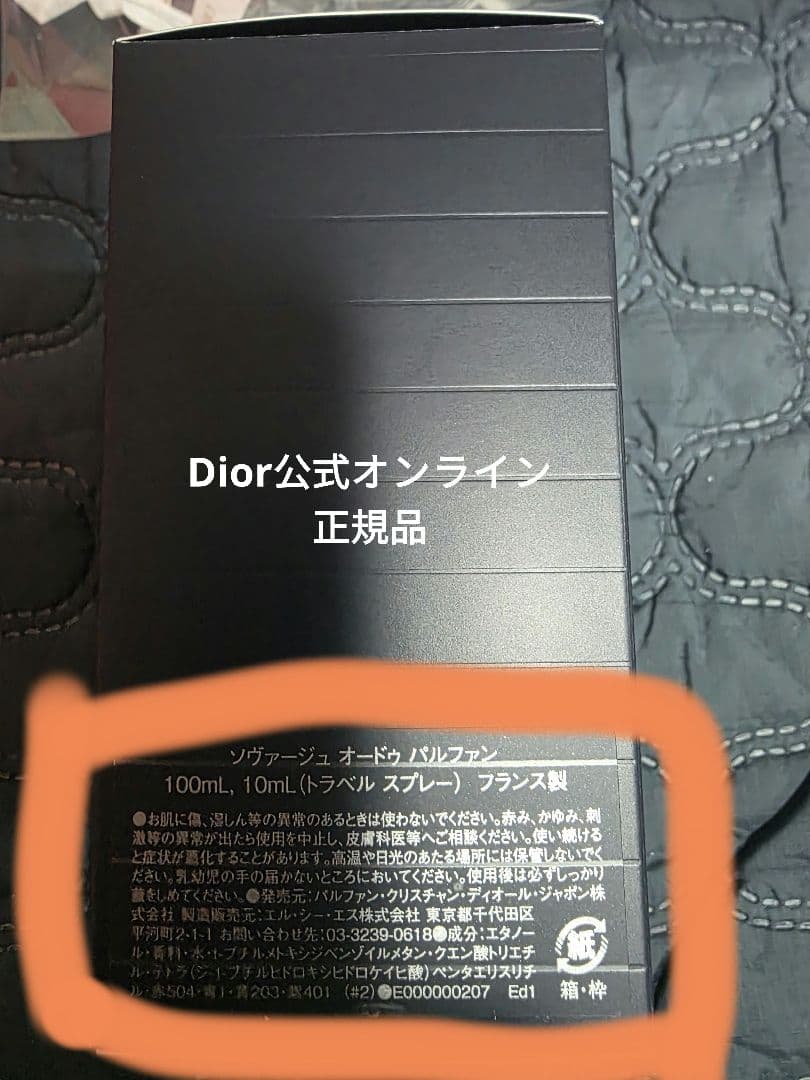 Dior公式オンライン
正規品
ソヴァージュ オードゥ パルファン
100mL, 10mL(トラベル スプレー) フランス製
●お肌に傷、湿しん等の異常のあるときは使わないでください。赤み、かゆみ、刺
激等の異常が出たら使用を中止し、皮膚科医等へご相談ください。使い続ける
と症状が悪化することがあります。高温や日光のあたる場所には保管しないでく
ださい。乳幼児の手の届かないところにおいてください。使用後は必ずしっかり
蓋をしめてください。●発売元:パルファン・クリスチャン・ディオール・ジャポン株
式会社 製造販売元:エル・シー・エス株式会社 東京都千代田区
平河町2-1-1 お問い合わせ先:03-3239-0618●成分:エタノー
ル・香料・水・t-ブチルメトキシジベンゾイルメタン・クエン酸トリエチ
ル・テトラ(ジ-t-ブチルヒドロキシヒドロケイヒ酸)ペンタエリスリチ
ル・赤504・青1・黄203・紫401 (#2)●E000000207 Ed1
紙
箱・枠